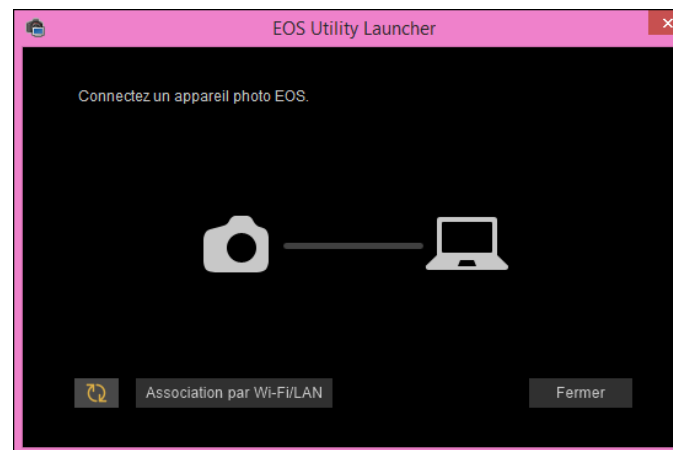 EOS Utility Launcher
Connectez un appareil photo EOS.
Association par Wi-Fi/LAN
Fermer